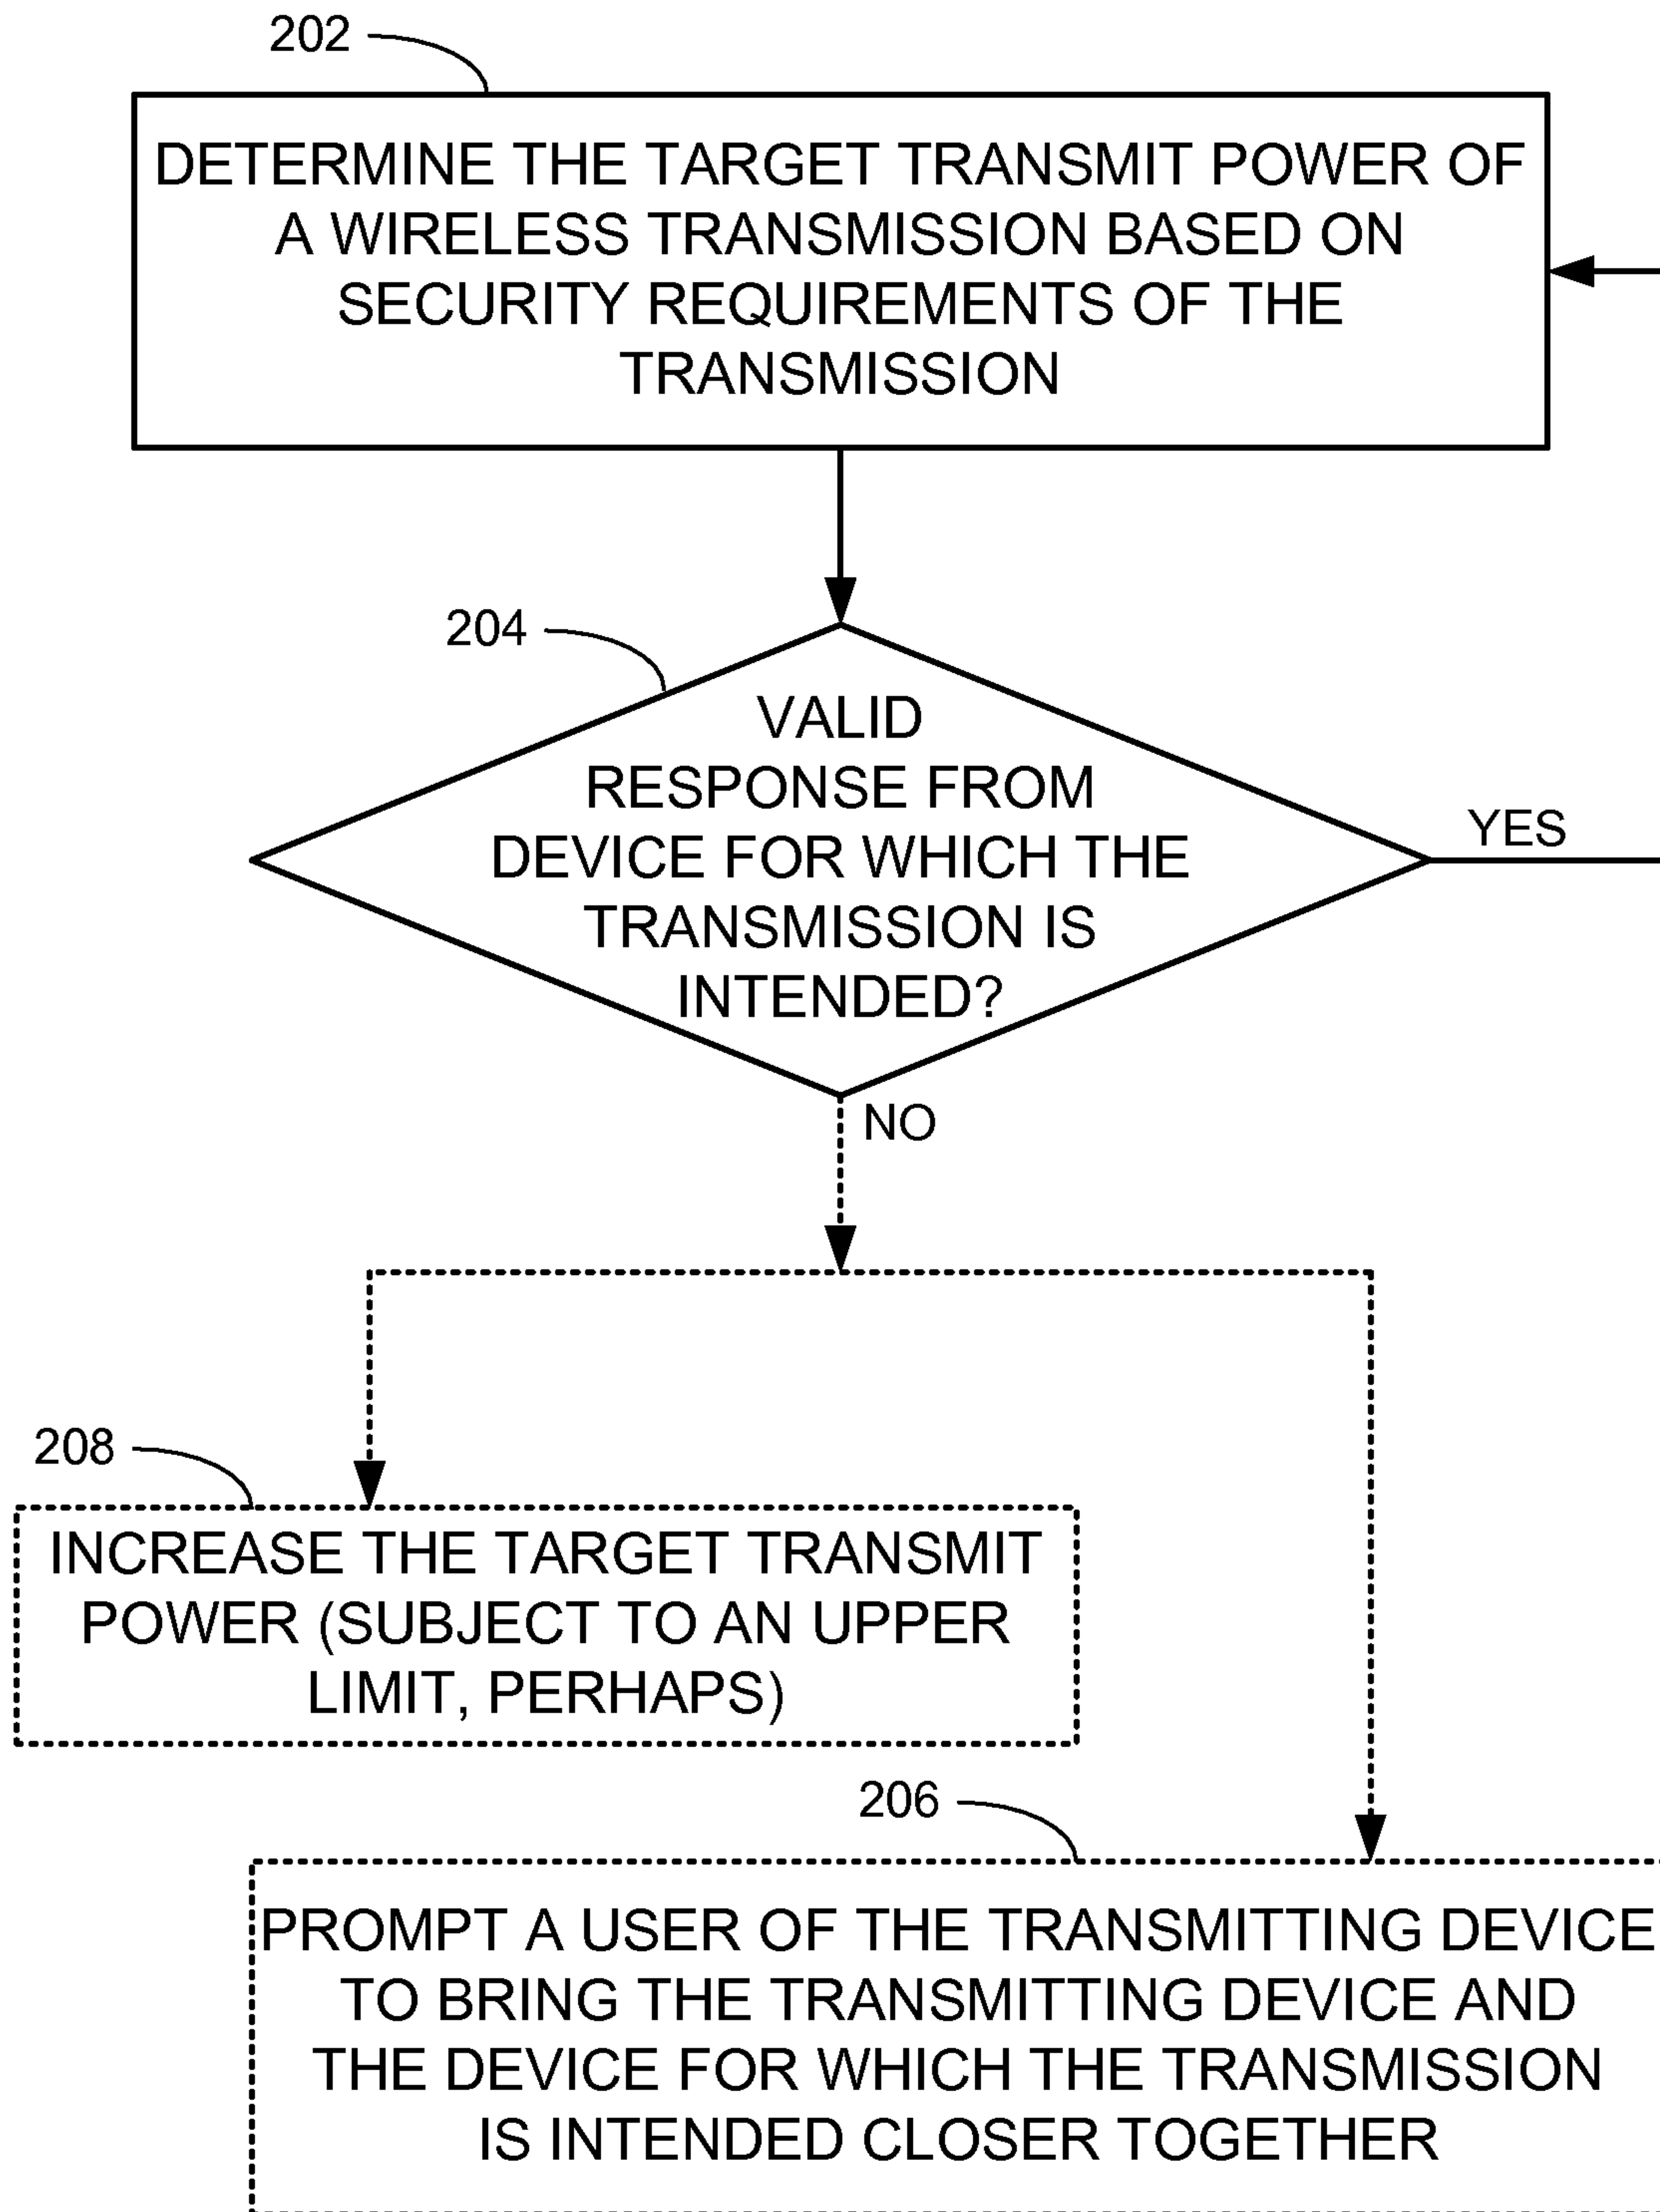 202
DETERMINE THE TARGET TRANSMIT POWER OF
A WIRELESS TRANSMISSION BASED ON
SECURITY REQUIREMENTS OF THE
TRANSMISSION
204
VALID
RESPONSE FROM
DEVICE FOR WHICH THE
TRANSMISSION IS
INTENDED?
YES
NO
208
INCREASE THE TARGET TRANSMIT
POWER (SUBJECT TO AN UPPER
LIMIT, PERHAPS)
206
PROMPT A USER OF THE TRANSMITTING DEVICE
TO BRING THE TRANSMITTING DEVICE AND
THE DEVICE FOR WHICH THE TRANSMISSION
IS INTENDED CLOSER TOGETHER